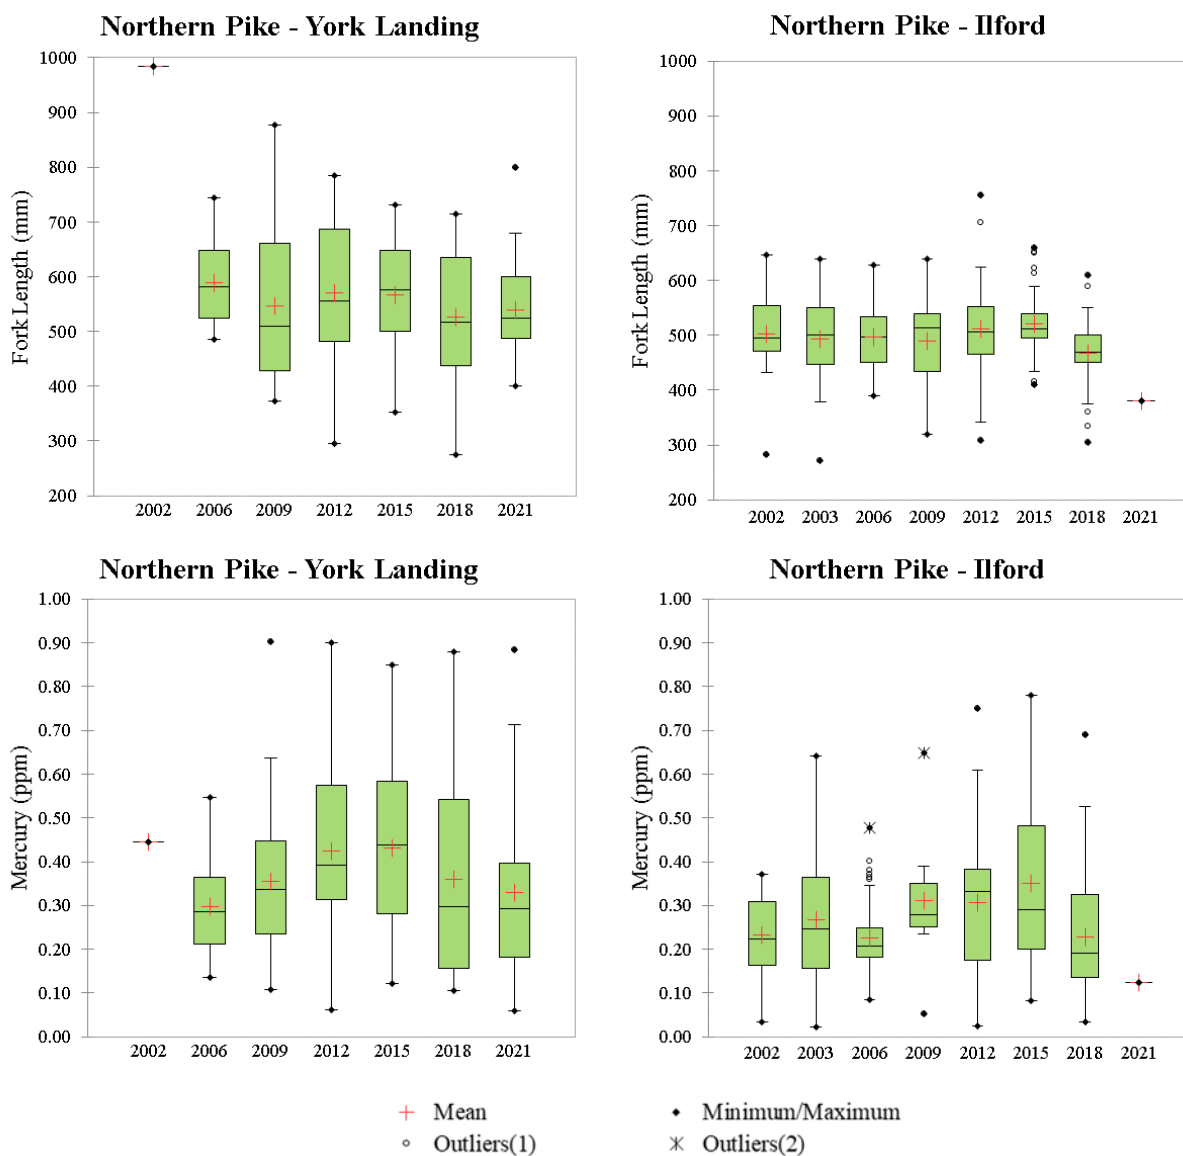 Northern Pike - York Landing
1000
900
800
700
600
500
400
300
200
Fork Length (mm)
2002 2006 2009 2012 2015 2018 2021
Northern Pike - Ilford
1000
900
800
700
600
500
400
300
200
Fork Length (mm)
2002 2003 2006 2009 2012 2015 2018 2021
Northern Pike - York Landing
1.00
0.90
0.80
0.70
0.60
0.50
0.40
0.30
0.20
0.10
0.00
Mercury (ppm)
2002 2006 2009 2012 2015 2018 2021
Northern Pike - Ilford
1.00
0.90
0.80
0.70
0.60
0.50
0.40
0.30
0.20
0.10
0.00
Mercury (ppm)
2002 2003 2006 2009 2012 2015 2018 2021
Mean
Minimum/Maximum
Outliers(1)
Outliers(2)